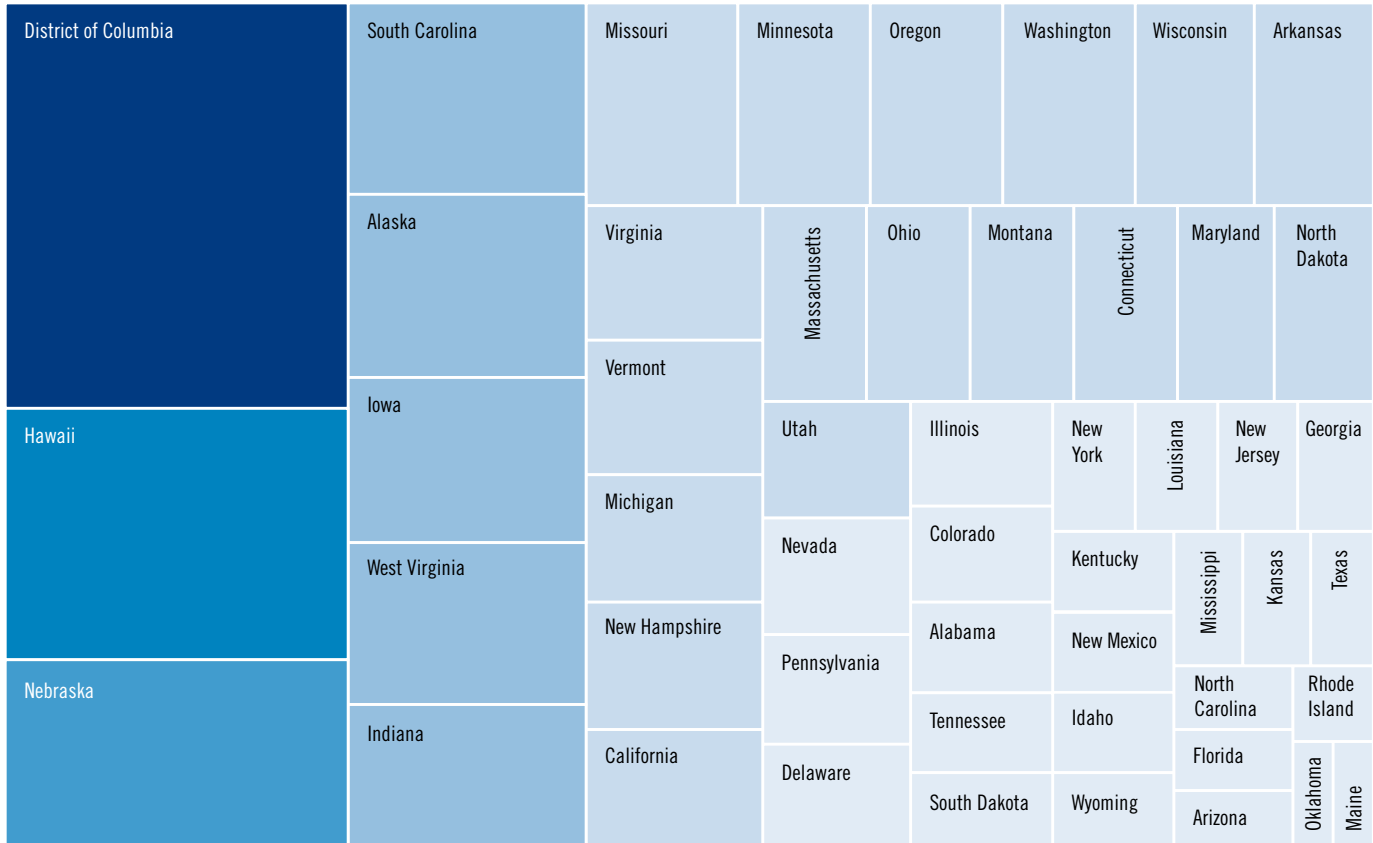 District of Columbia
Hawaii
Nebraska
South Carolina
Alaska
Iowa
West Virginia
Indiana
Missouri
Minnesota
Oregon
Washington
Wisconsin
Arkansas
Virginia
Vermont
Michigan
New Hampshire
California
Massachusetts
Ohio
Montana
Connecticut
Maryland
North
Dakota
Utah
Nevada
Pennsylvania
Delaware
Illinois
Colorado
Alabama
Tennessee
South Dakota
New
York
Louisiana
New
Jersey
Georgia
Kentucky
New Mexico
Idaho
Wyoming
Mississippi
Kansas
Texas
North
Carolina
Florida
Arizona
Rhode
Island
Oklahoma
Maine